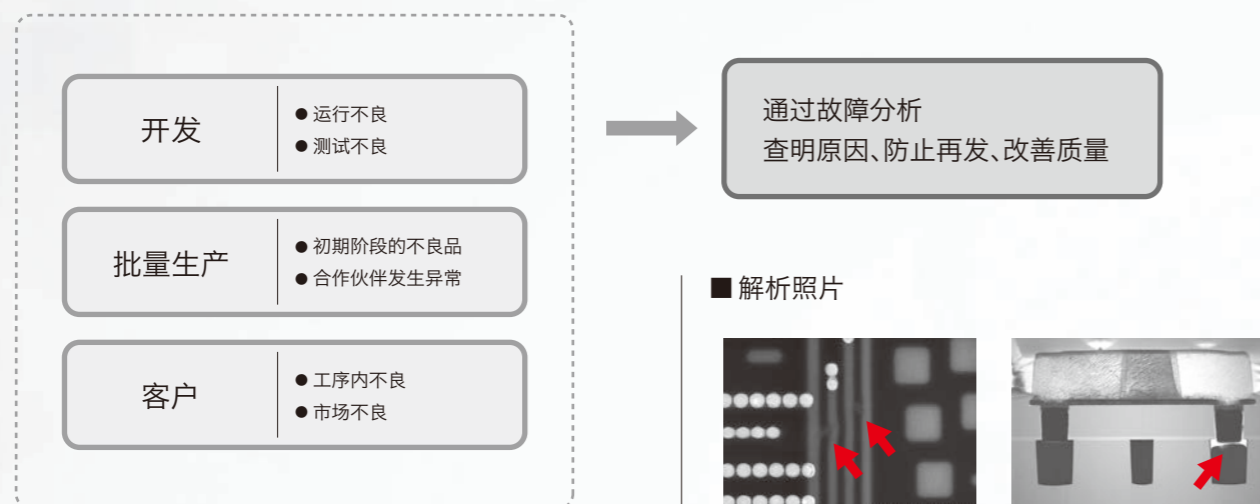 开发
● 运行不良
● 测试不良
批量生产
● 初期阶段的不良品
● 合作伙伴发生异常
客户
● 工序内不良
● 市场不良
通过故障分析
查明原因、防止再发、改善质量
■ 解析照片